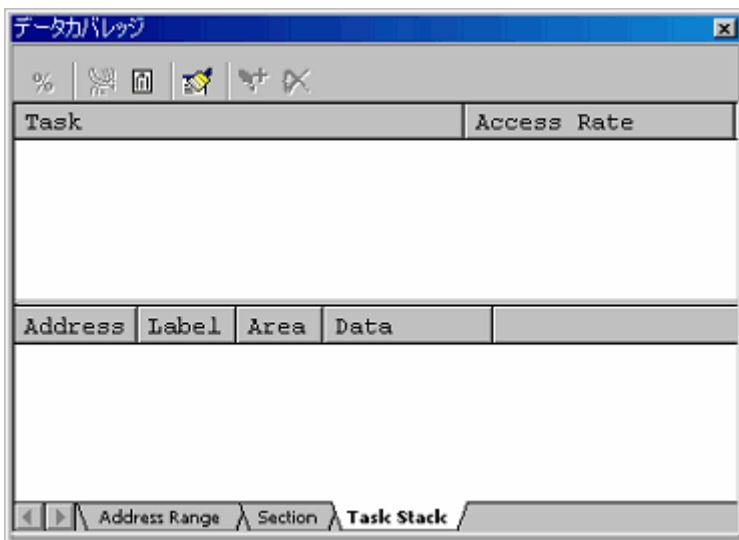 データカバレッジ
%
Task Access Rate
Address Label Area Data
Address Range Section Task Stack